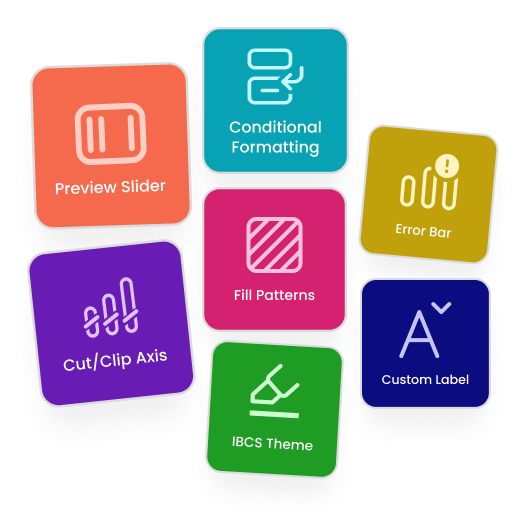 Preview Slider
Conditional
Formatting
Error Bar
Fill Patterns
Cut/Clip Axis
Custom Label
IBCS Theme